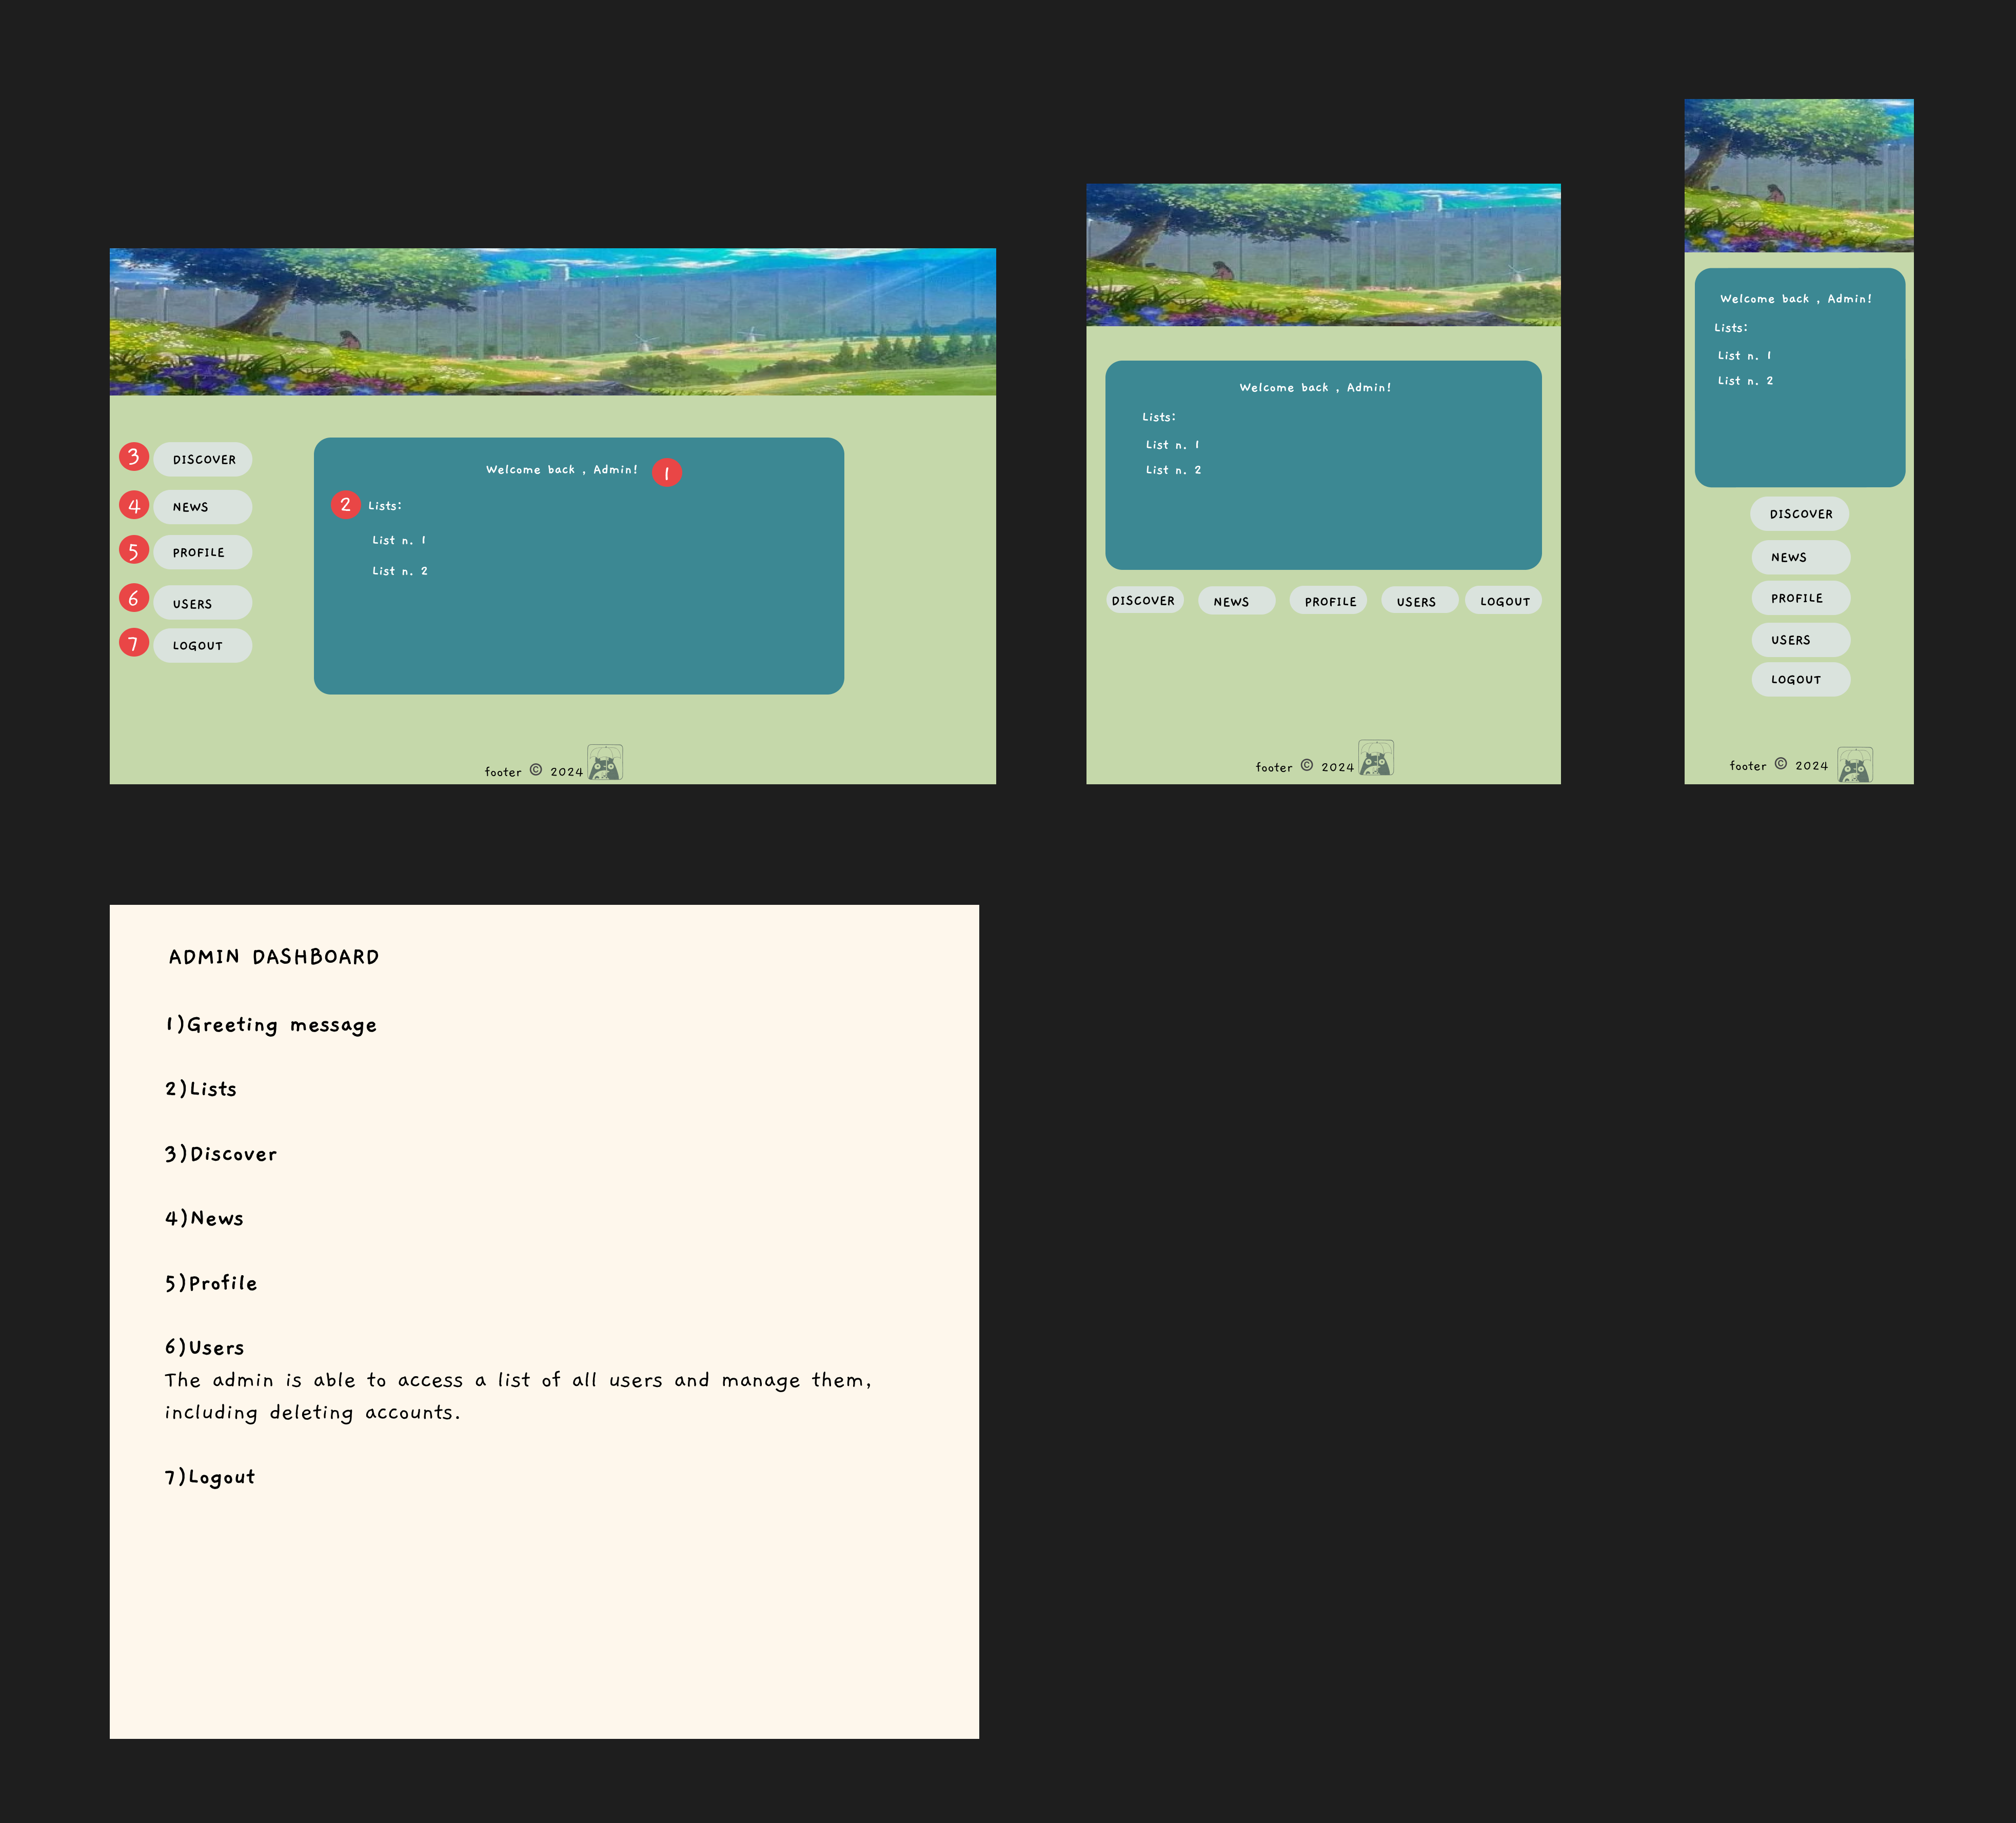 3
DISCOVER
4
NEWS
5
PROFILE
6
USERS
7
LOGOUT
Welcome back , Admin!
1
2
Lists:
List n. 1
List n. 2
footer © 2024
Welcome back , Admin!
Lists:
List n. 1
List n. 2
DISCOVER
NEWS
PROFILE
USERS
LOGOUT
footer © 2024
Welcome back , Admin!
Lists:
List n. 1
List n. 2
DISCOVER
NEWS
PROFILE
USERS
LOGOUT
footer © 2024
ADMIN DASHBOARD
1)Greeting message
2)Lists
3)Discover
4)News
5)Profile
6)Users
The admin is able to access a list of all users and manage them,
including deleting accounts.
7)Logout